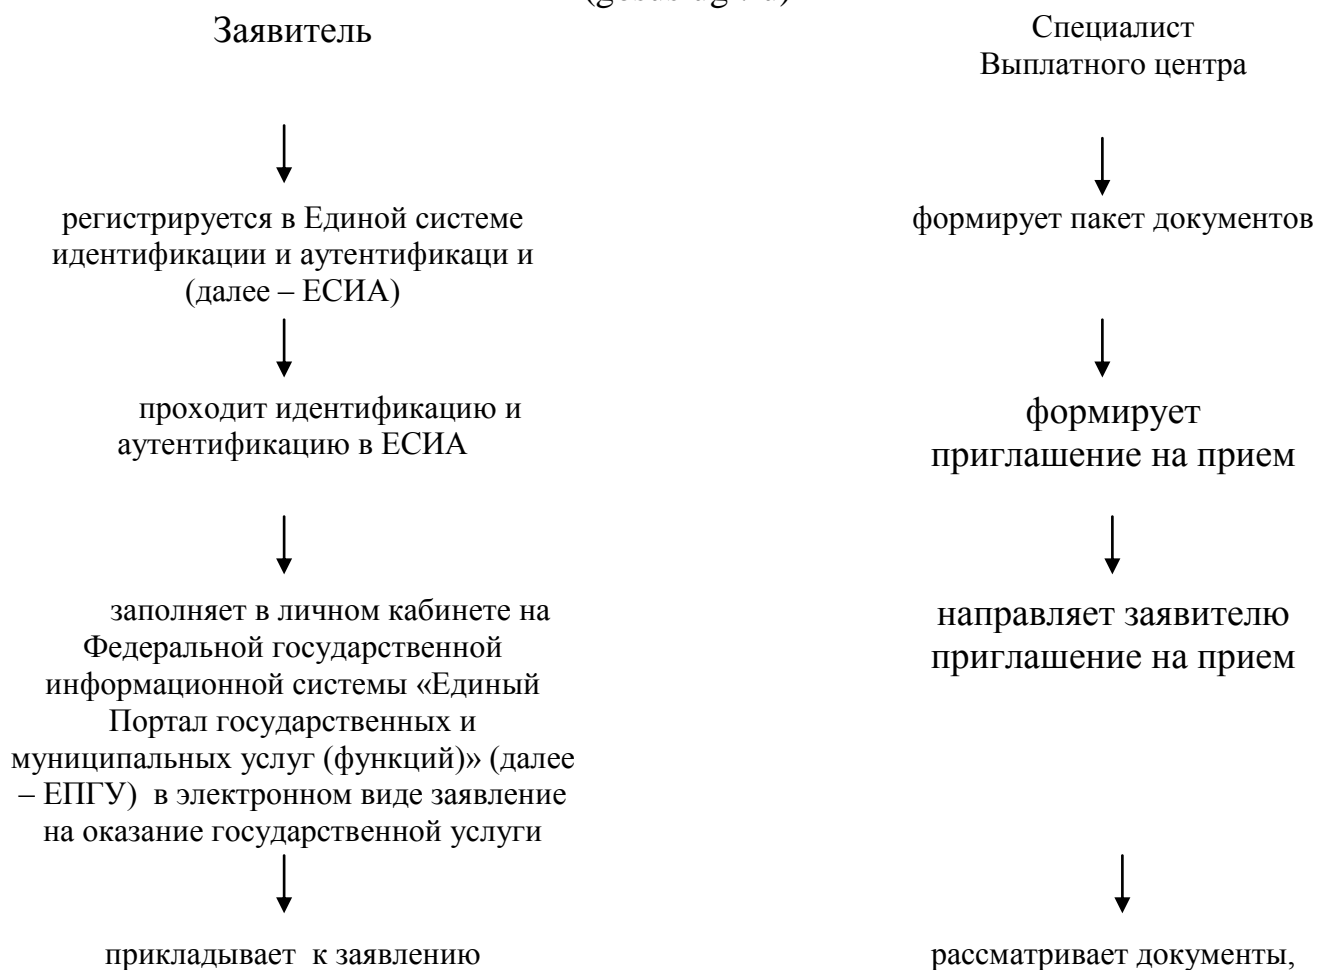 Заявитель
регистрируется в Единой системе
идентификации и аутентификаци и
(далее – ЕСИА)
проходит идентификацию и
аутентификацию в ЕСИА
заполняет в личном кабинете на
Федеральной государственной
информационной системы «Единый
Портал государственных и
муниципальных услуг (функций)» (далее
– ЕПГУ)  в электронном виде заявление
на оказание государственной услуги
прикладывает  к заявлению
Специалист
Выплатного центра
формирует пакет документов
формирует
приглашение на прием
направляет заявителю
приглашение на прием
рассматривает документы,